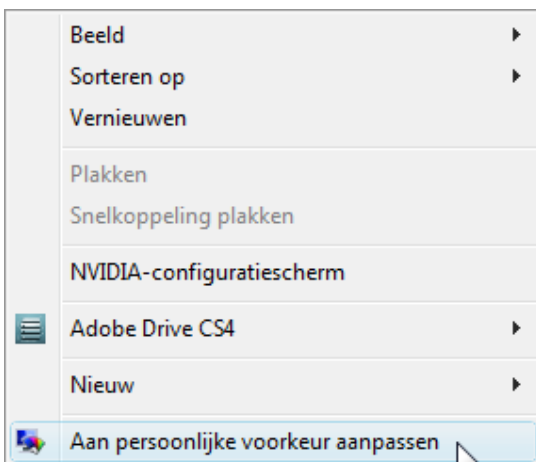 Beeld
Sorteren op
Vernieuwen
Plakken
Snelkoppeling plakken
NVIDIA-configuratiescherm
Adobe Drive CS4
Nieuw
Aan persoonlijke voorkeur aanpassen